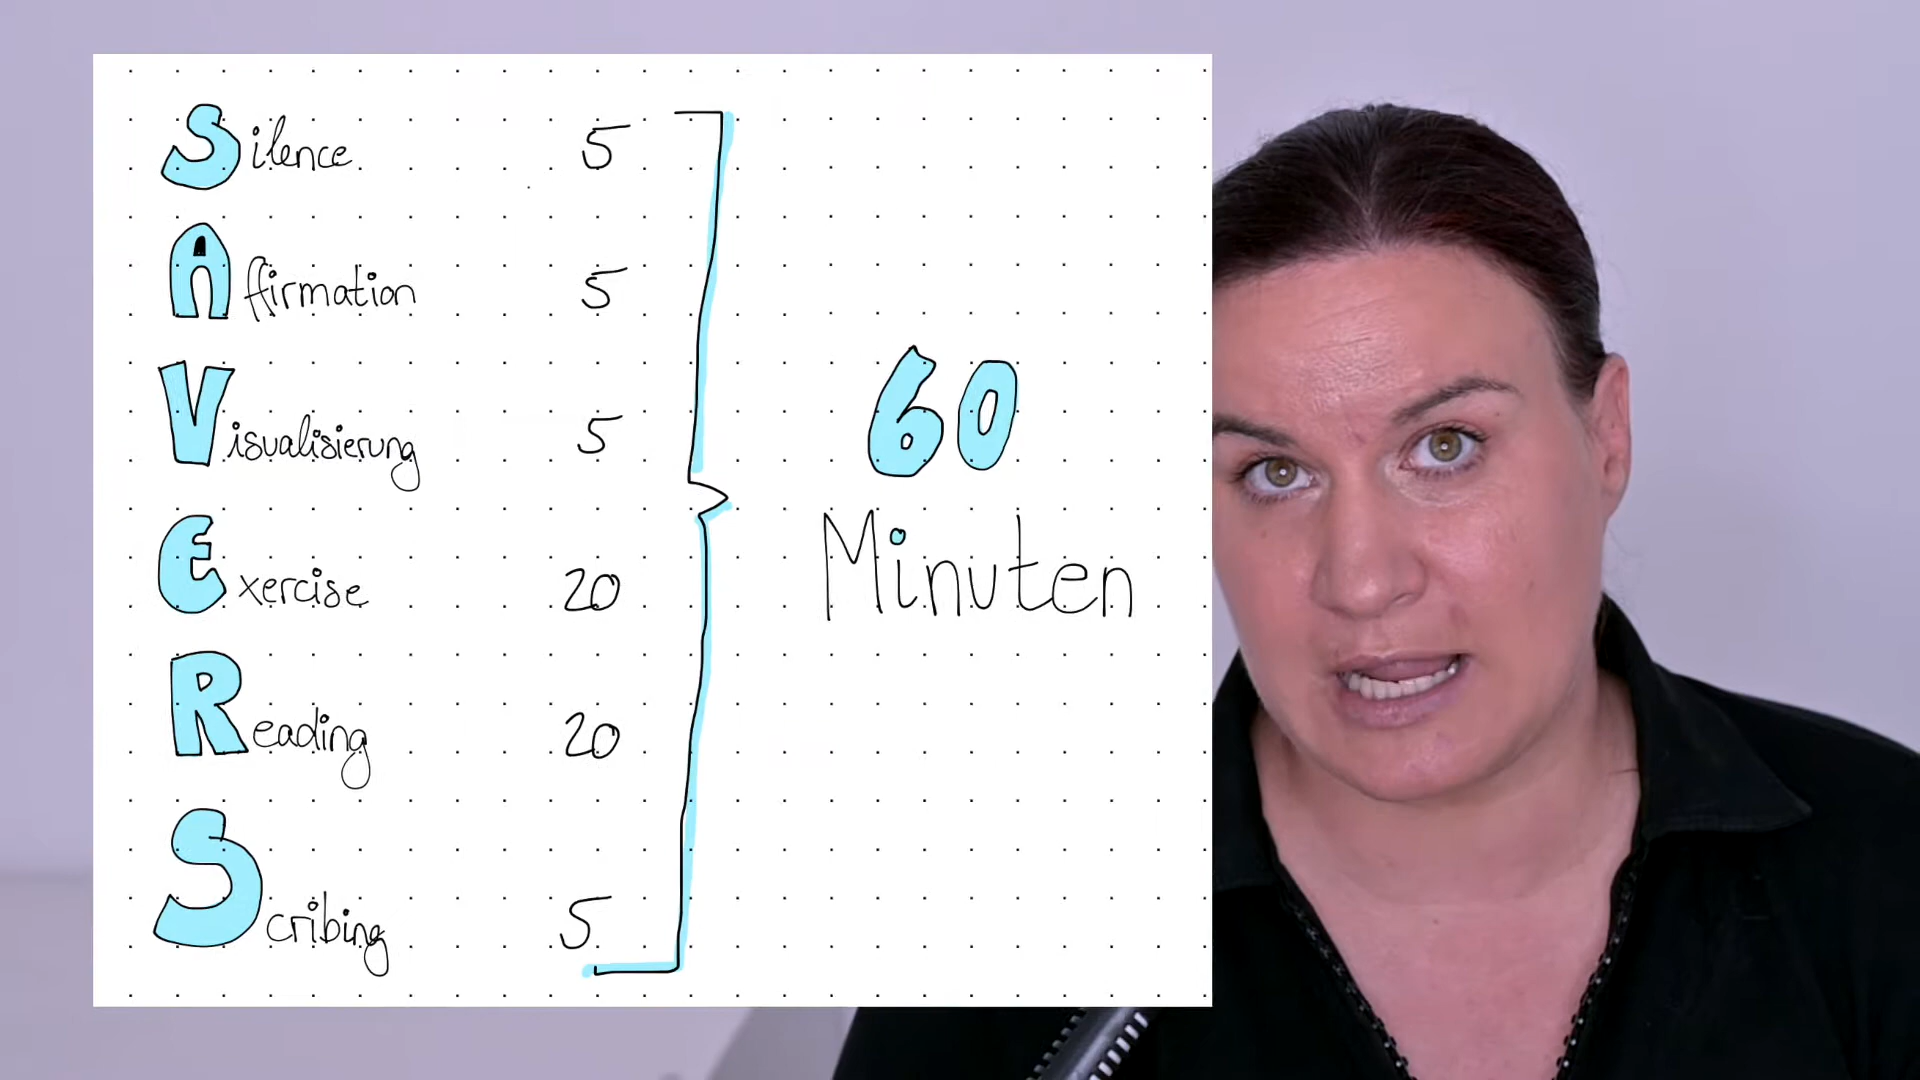 Silence 5
Affirmation 5
Visualisierung 5
Exercise 20
Reading 20
Scribing 5
60
Minuten